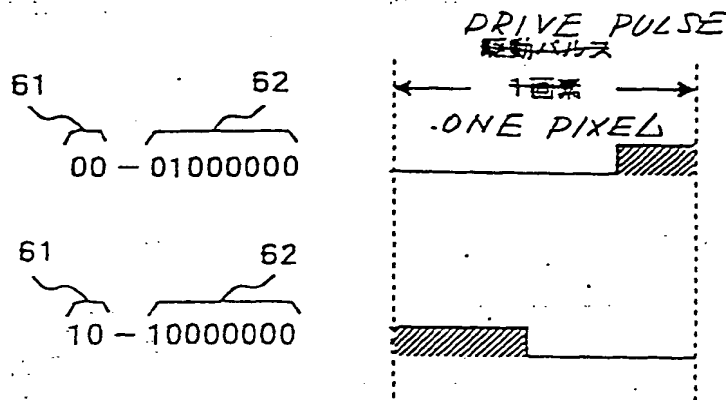 DRIVE PULSE
駆動パルス
61 62 1画素
ONE PIXEL
00 - 01000000
61 62
10 - 10000000